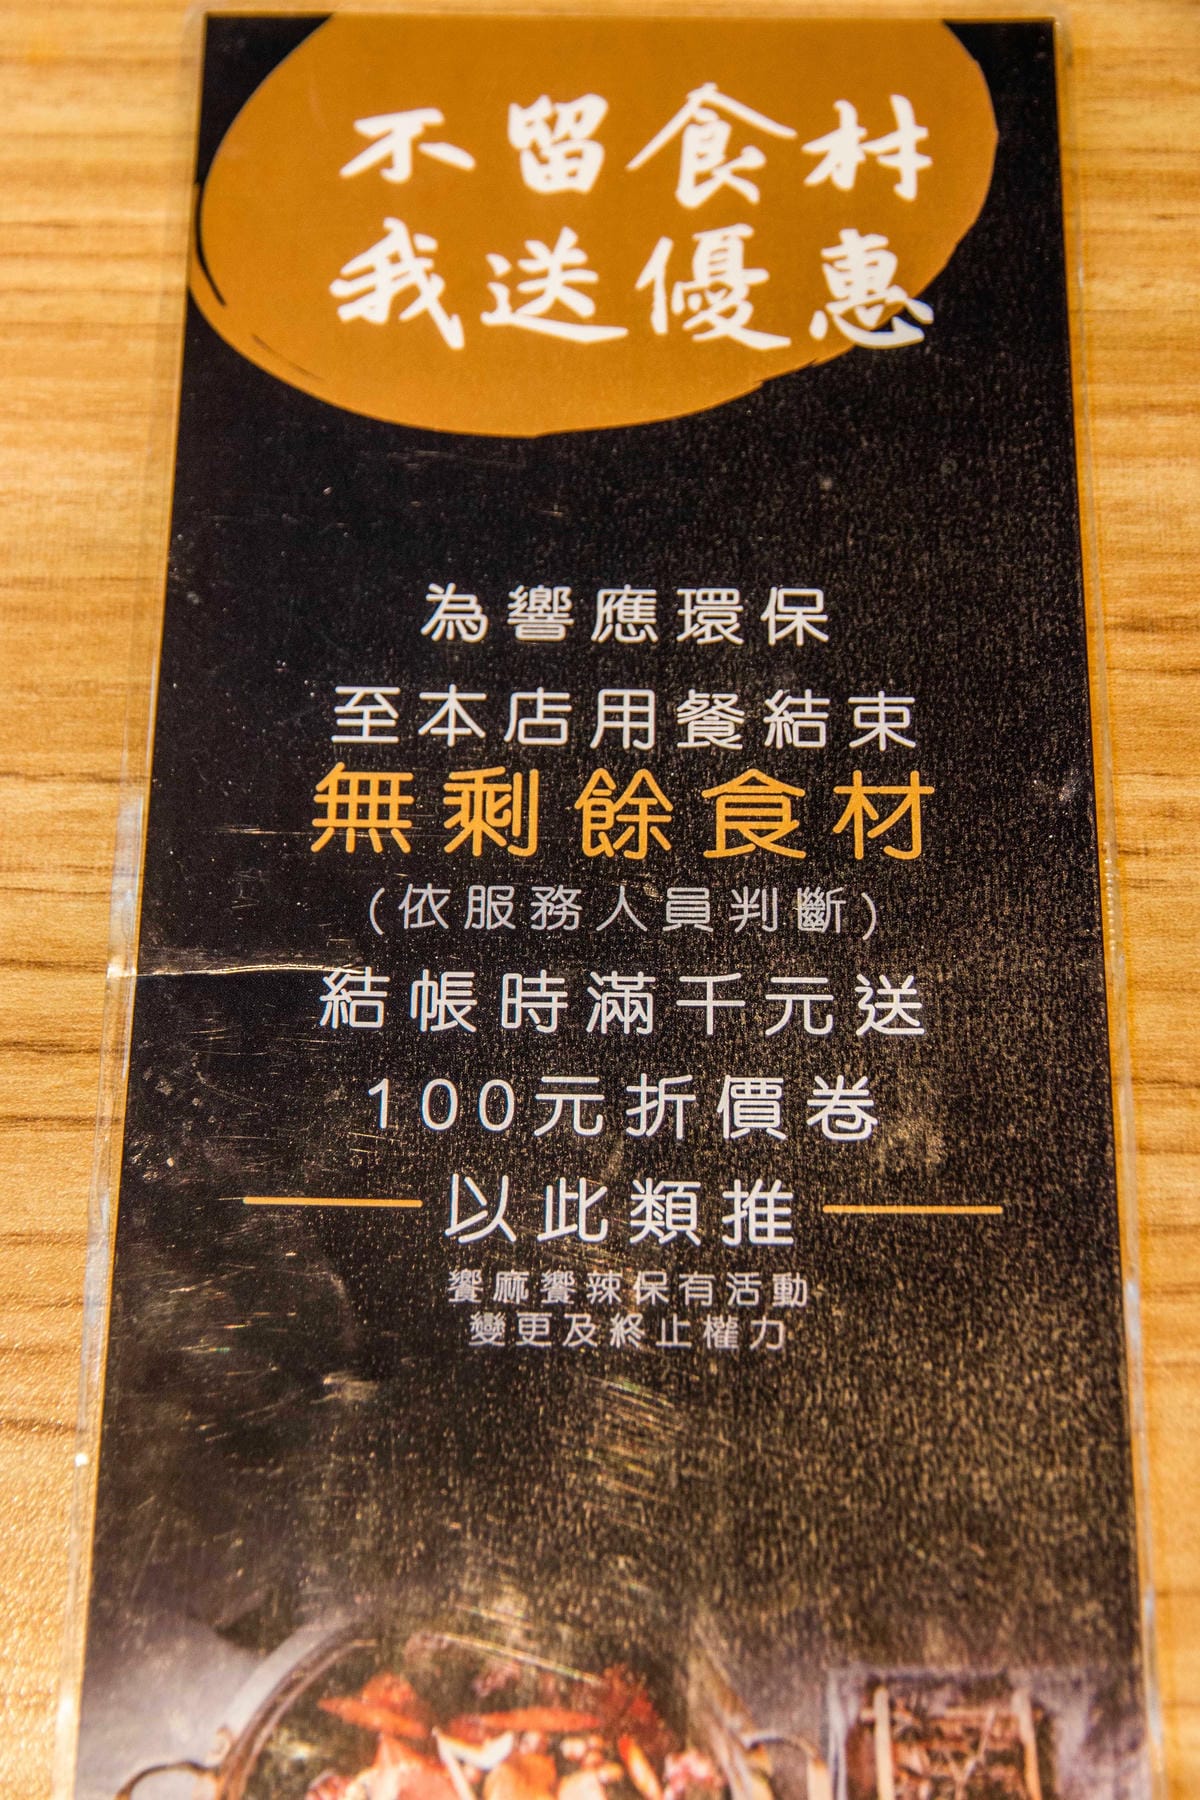 不留食材
我送優惠
為響應環保
至本店用餐結束
無剩餘食材
(依服務人員判斷)
結帳時滿千元送
100元折價卷
以此類推
饗麻饗辣保有活動
變更及終止權力